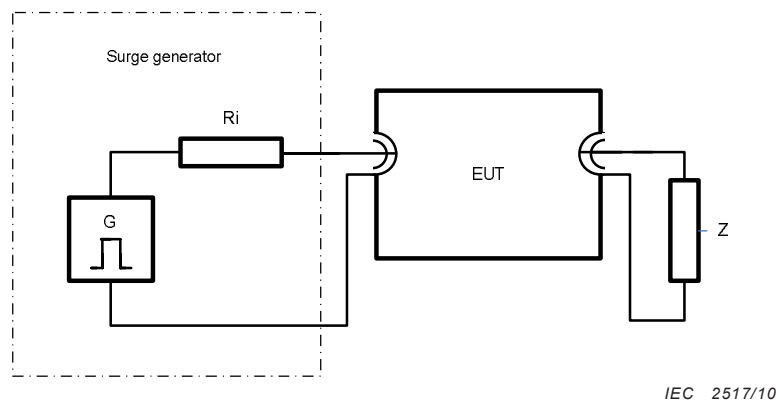 Surge generator
Ri
EUT
G
Z
IEC 2517/10